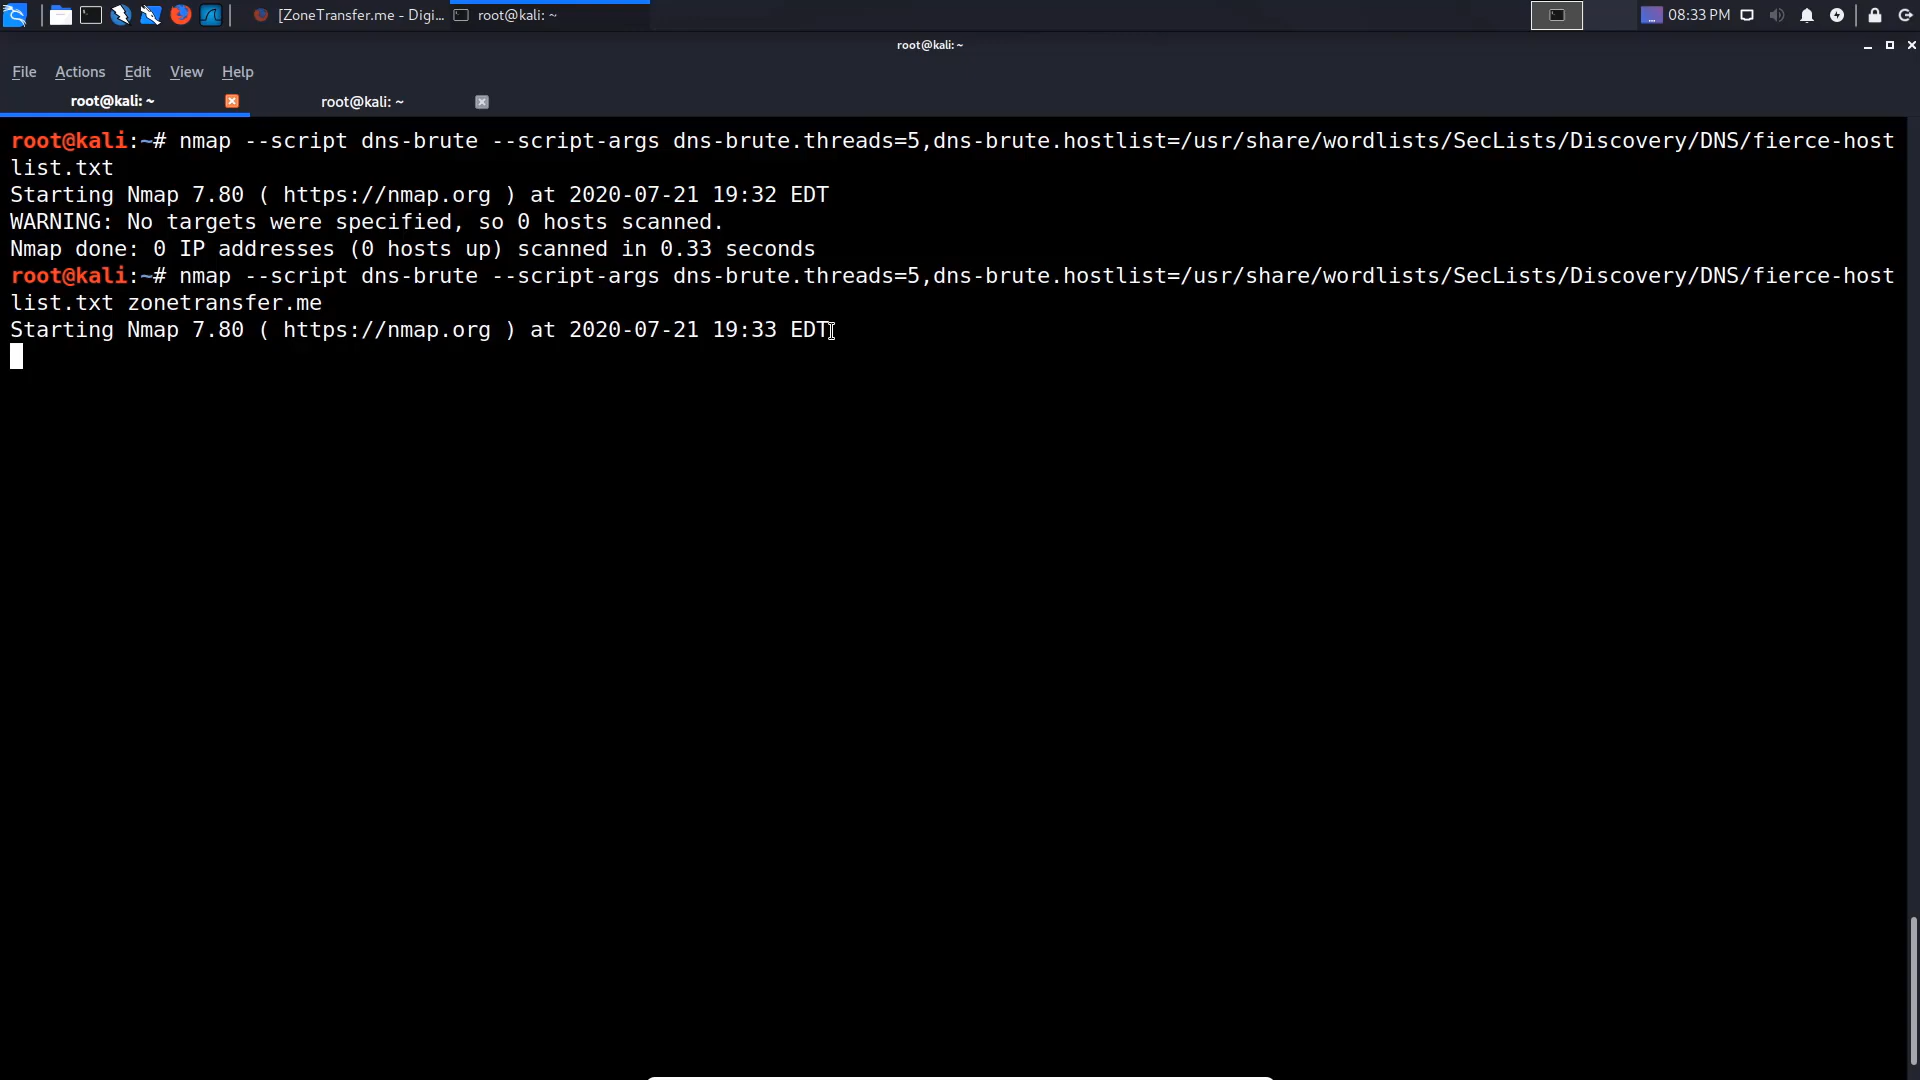 [ZoneTransfer.me - Digi...
root@kali: ~
08:33 PM
root@kali: ~
File Actions Edit View Help
root@kali: ~
root@kali: ~
root@kali:~# nmap --script dns-brute --script-args dns-brute.threads=5,dns-brute.hostlist=/usr/share/wordlists/SecLists/Discovery/DNS/fierce-host
list.txt
Starting Nmap 7.80 ( https://nmap.org ) at 2020-07-21 19:32 EDT
WARNING: No targets were specified, so 0 hosts scanned.
Nmap done: 0 IP addresses (0 hosts up) scanned in 0.33 seconds
root@kali:~# nmap --script dns-brute --script-args dns-brute.threads=5,dns-brute.hostlist=/usr/share/wordlists/SecLists/Discovery/DNS/fierce-host
list.txt zonetransfer.me
Starting Nmap 7.80 ( https://nmap.org ) at 2020-07-21 19:33 EDT